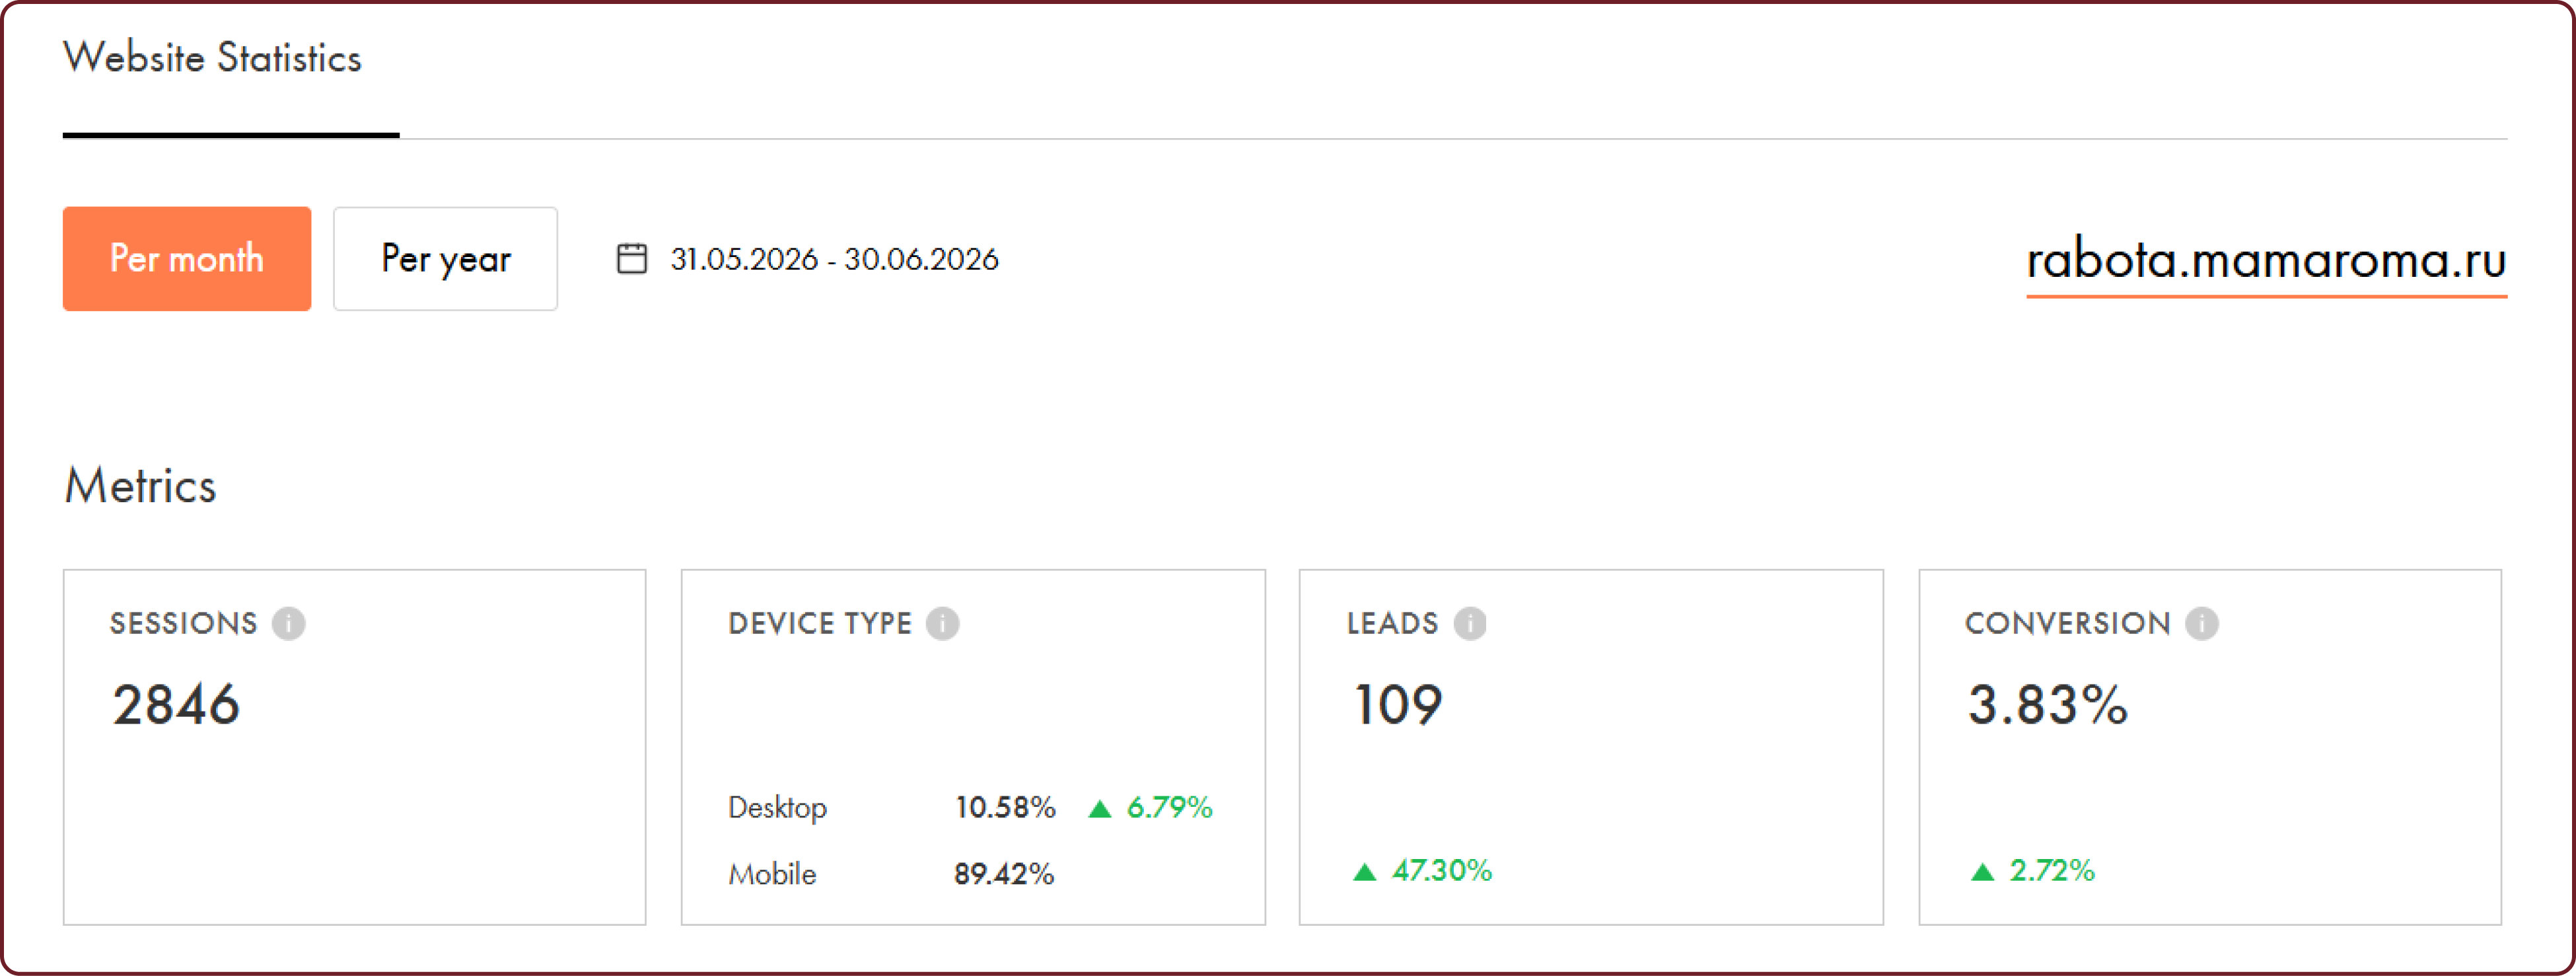 Website Statistics
Per month
Per year
31.05.2026 - 30.06.2026
rabota.mamaroma.ru
Metrics
SESSIONS i
2846
DEVICE TYPE i
Desktop 10.58% ▲ 6.79%
Mobile 89.42%
LEADS i
109
▲ 47.30%
CONVERSION i
3.83%
▲ 2.72%